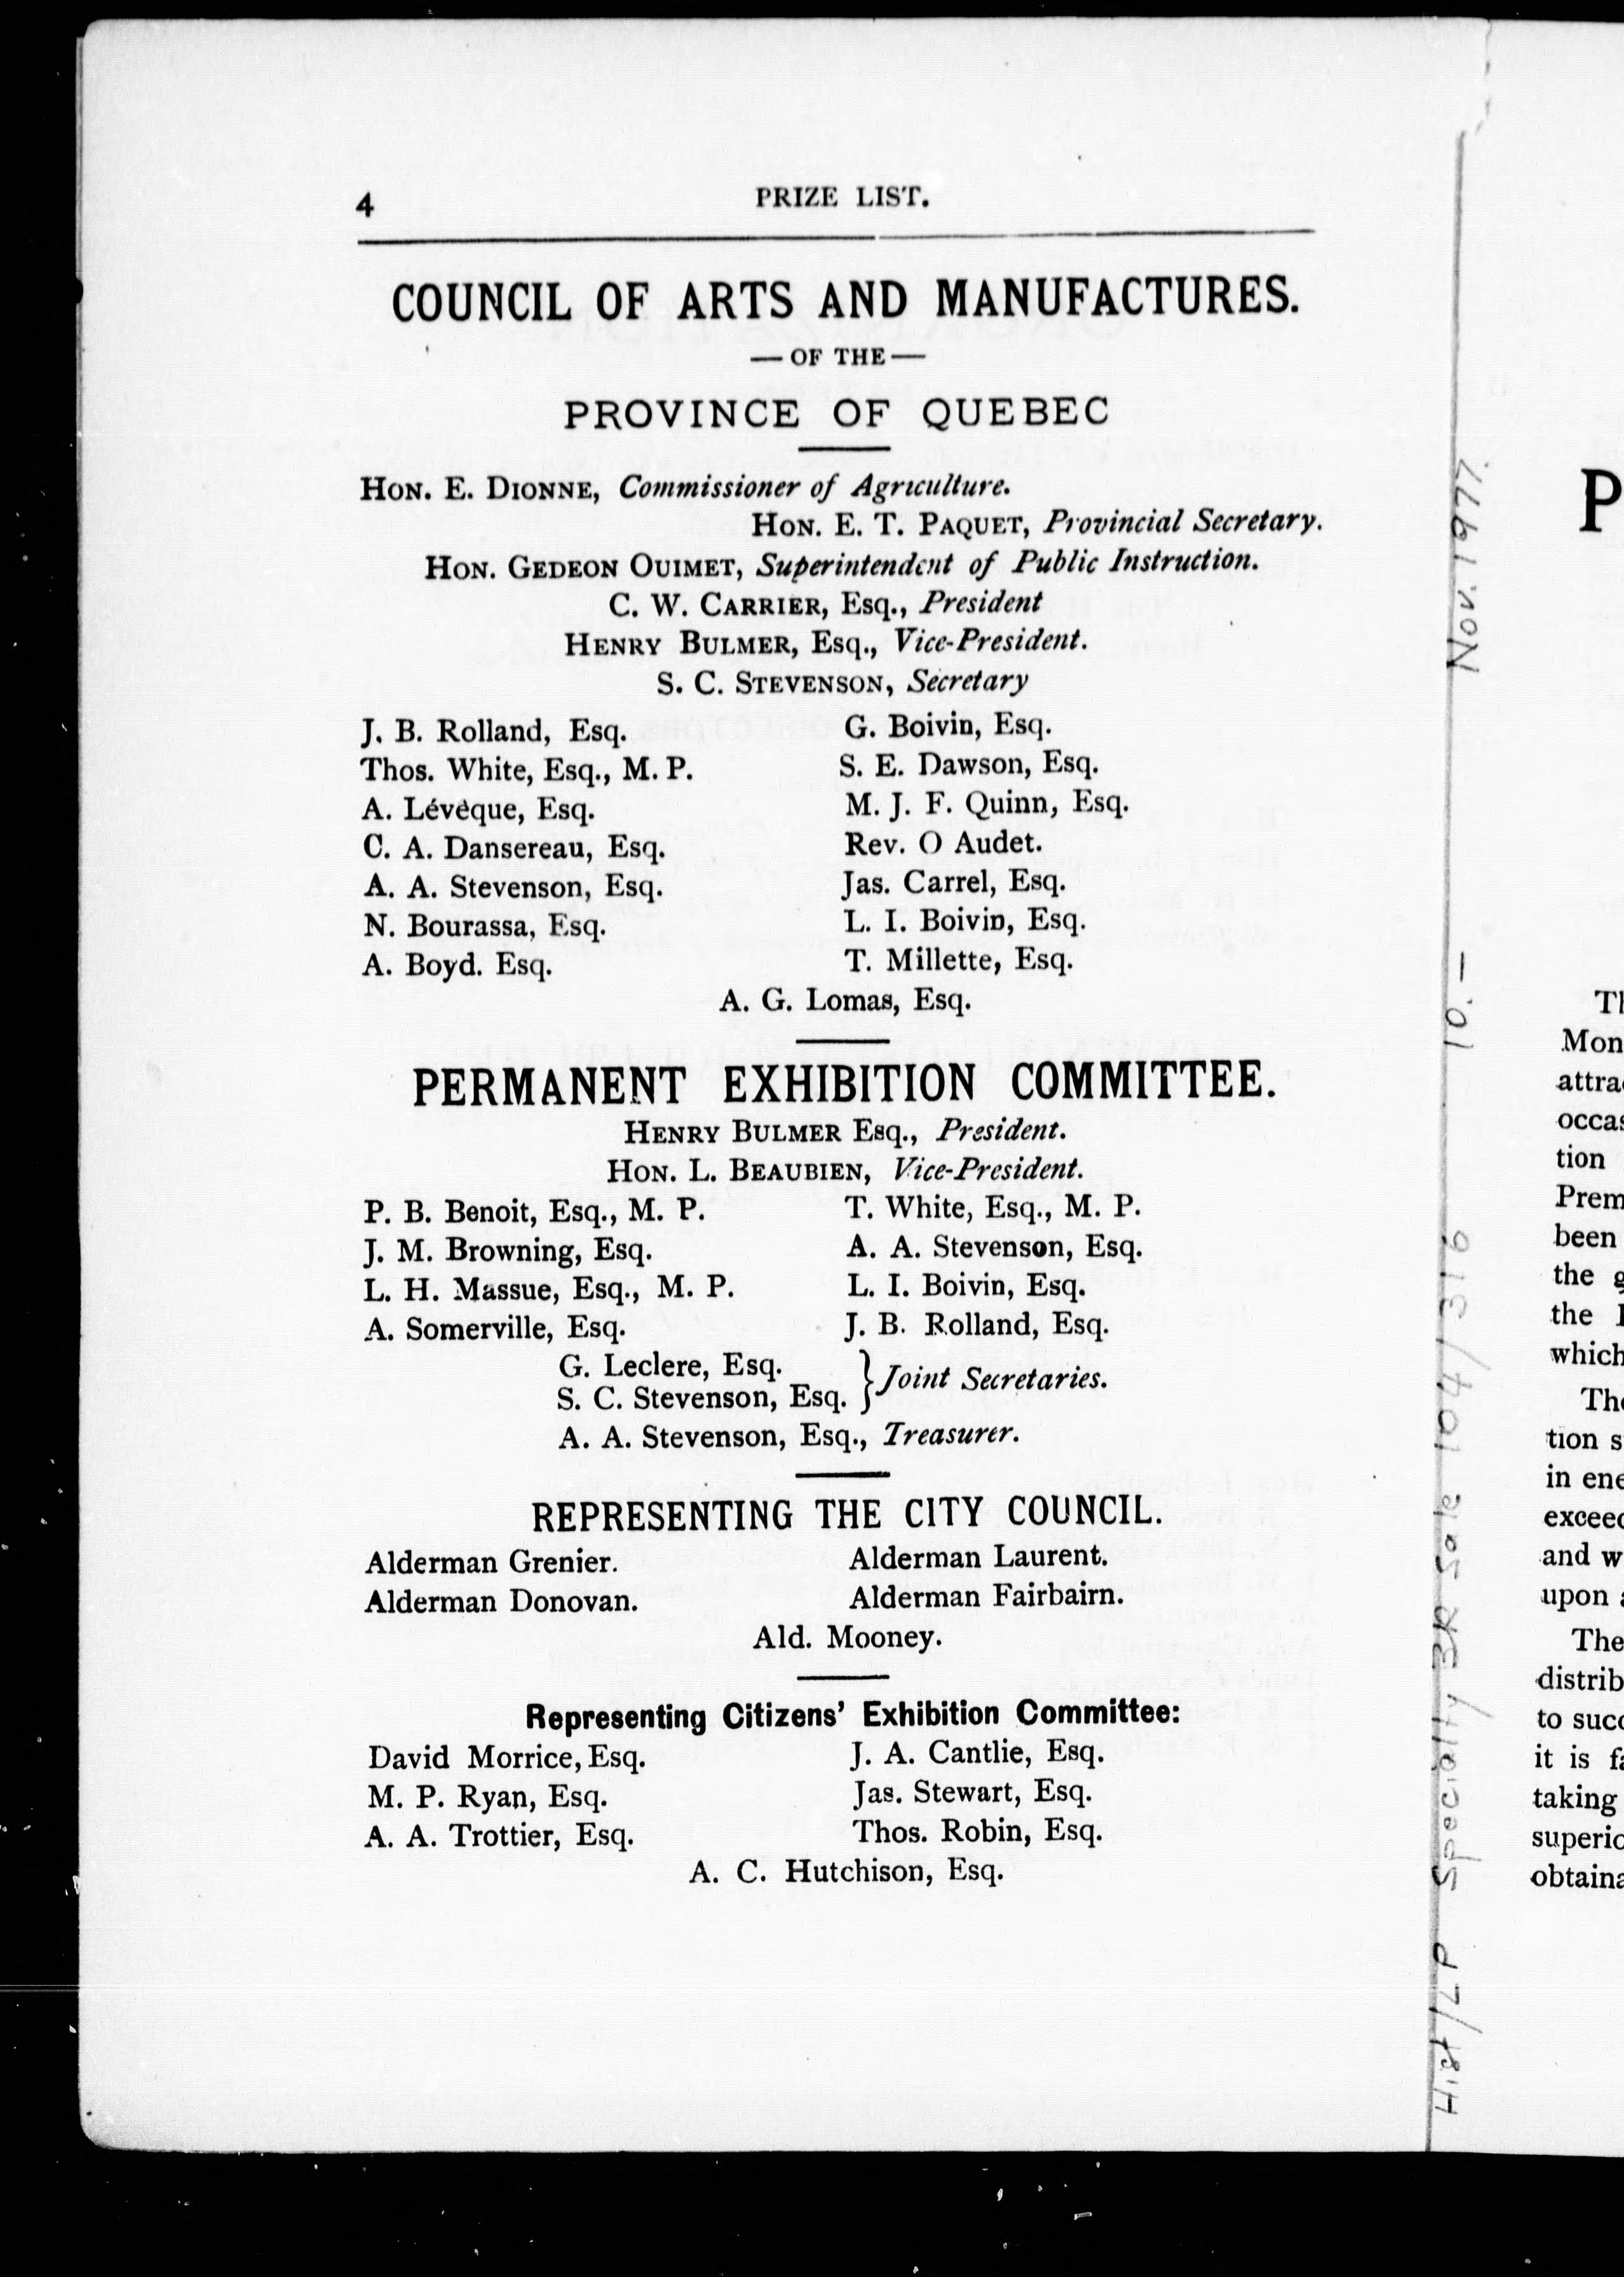 4
PRIZE LIST.
COUNCIL OF ARTS AND MANUFACTURES.
— OF THE —
PROVINCE OF QUEBEC
HON. E. DIONNE, Commissioner of Agriculture.
HON. E. T. PAQUET, Provincial Secretary.
HON. GEDEON OUIMET, Superintendent of Public Instruction.
C. W. CARRIER, Esq., President
HENRY BULMER, Esq., Vice-President.
S. C. STEVENSON, Secretary
J. B. Rolland, Esq.
Thos. White, Esq., M. P.
A. Lévêque, Esq.
C. A. Dansereau, Esq.
A. A. Stevenson, Esq.
N. Bourassa, Esq.
A. Boyd. Esq.
G. Boivin, Esq.
S. E. Dawson, Esq.
M. J. F. Quinn, Esq.
Rev. O Audet.
Jas. Carrel, Esq.
L. I. Boivin, Esq.
T. Millette, Esq.
A. G. Lomas, Esq.
PERMANENT EXHIBITION COMMITTEE.
HENRY BULMER Esq., President.
HON. L. BEAUBIEN, Vice-President.
P. B. Benoit, Esq., M. P.
J. M. Browning, Esq.
L. H. Massue, Esq., M. P.
A. Somerville, Esq.
T. White, Esq., M. P.
A. A. Stevenson, Esq.
L. I. Boivin, Esq.
J. B. Rolland, Esq.
G. Leclere, Esq.
S. C. Stevenson, Esq. } Joint Secretaries.
A. A. Stevenson, Esq., Treasurer.
REPRESENTING THE CITY COUNCIL.
Alderman Grenier.
Alderman Donovan.
Alderman Laurent.
Alderman Fairbairn.
Ald. Mooney.
Representing Citizens' Exhibition Committee:
David Morrice, Esq.
M. P. Ryan, Esq.
A. A. Trottier, Esq.
J. A. Cantlie, Esq.
Jas. Stewart, Esq.
Thos. Robin, Esq.
A. C. Hutchison, Esq.
Hist/LP Specialty BR Sale 104/316 10.— Nov. 1977.
P
Mon
attra
occas
tion
Prem
been
the g
the
which
The
tion s
in ene
exceed
and w
upon a
The
distrib
to succ
it is fa
taking
superio
obtaina